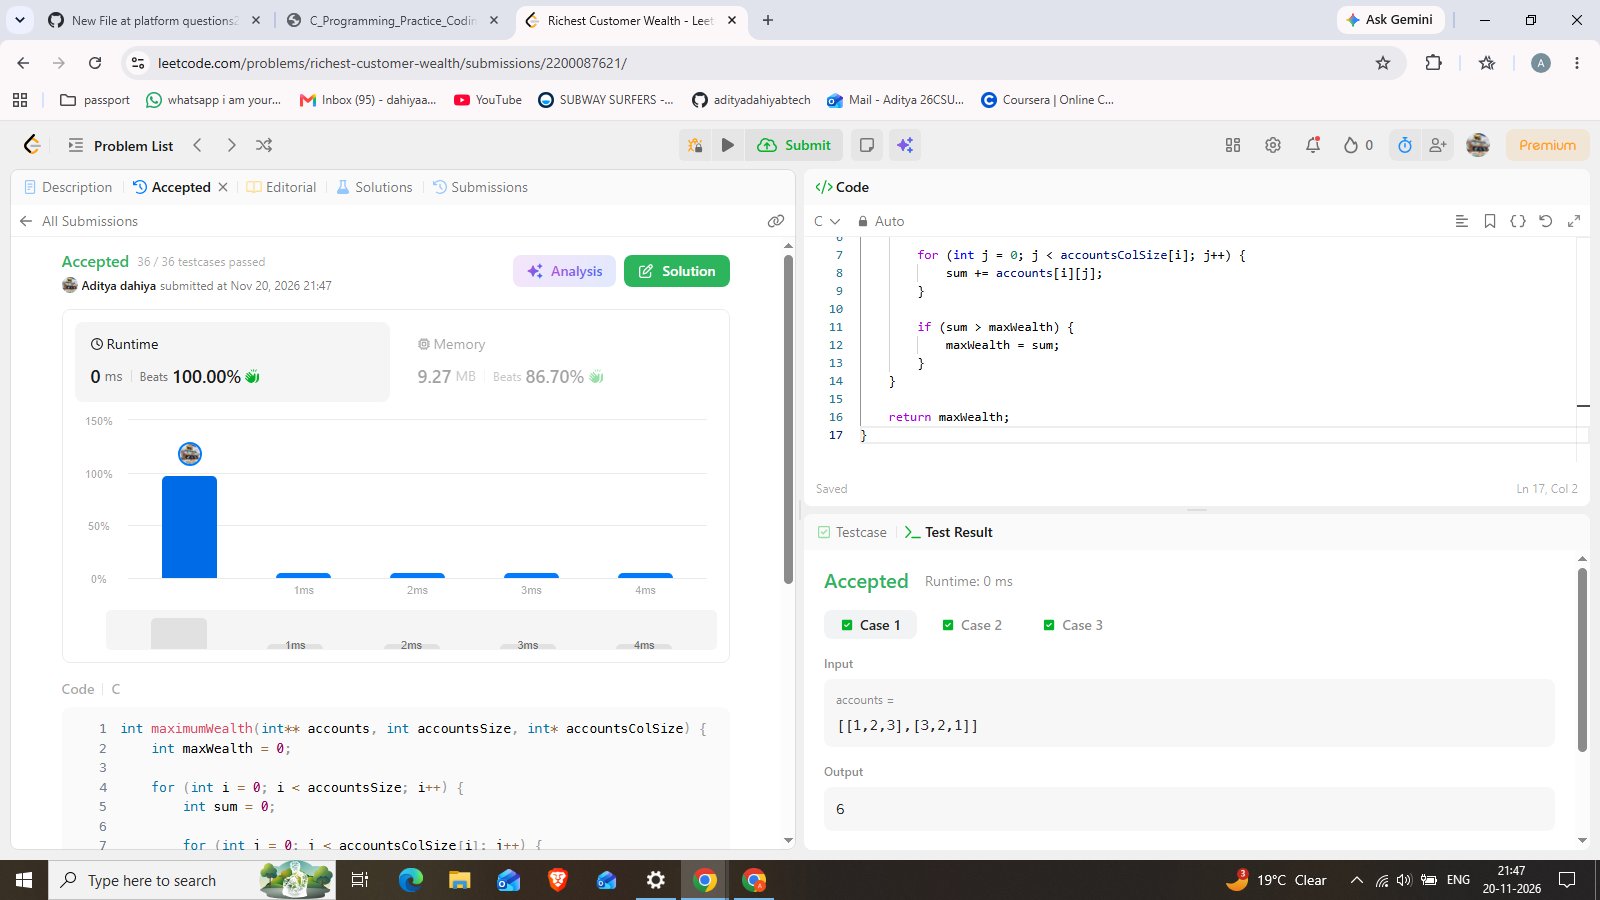 New File at platform questions2
C_Programming_Practice_Codin
Richest Customer Wealth - Leet
Ask Gemini
leetcode.com/problems/richest-customer-wealth/submissions/2200087621/
A
passport
whatsapp i am your...
Inbox (95) - dahiyaa...
YouTube
SUBWAY SURFERS -...
adityadahiyabtech
Mail - Aditya 26CSU...
Coursera | Online C...
Problem List
Submit
0
Premium
Description
Accepted
Editorial
Solutions
Submissions
All Submissions
Accepted 36 / 36 testcases passed
Aditya dahiya submitted at Nov 20, 2026 21:47
Analysis
Solution
Runtime
0 ms Beats 100.00%
Memory
9.27 MB Beats 86.70%
150%
100%
50%
0%
1ms
2ms
3ms
4ms
1ms
2ms
3ms
4ms
Code C
1 int maximumWealth(int** accounts, int accountsSize, int* accountsColSize) {
2 int maxWealth = 0;
3
4 for (int i = 0; i < accountsSize; i++) {
5 int sum = 0;
6
7 for (int j = 0; j < accountsColSize[i]; j++) {
Code
C Auto
6
7 for (int j = 0; j < accountsColSize[i]; j++) {
8 sum += accounts[i][j];
9 }
10
11 if (sum > maxWealth) {
12 maxWealth = sum;
13 }
14 }
15
16 return maxWealth;
17 }
Saved
Ln 17, Col 2
Testcase
Test Result
Accepted Runtime: 0 ms
Case 1
Case 2
Case 3
Input
accounts =
[[1,2,3],[3,2,1]]
Output
6
Type here to search
3
19°C Clear
ENG
21:47
20-11-2026